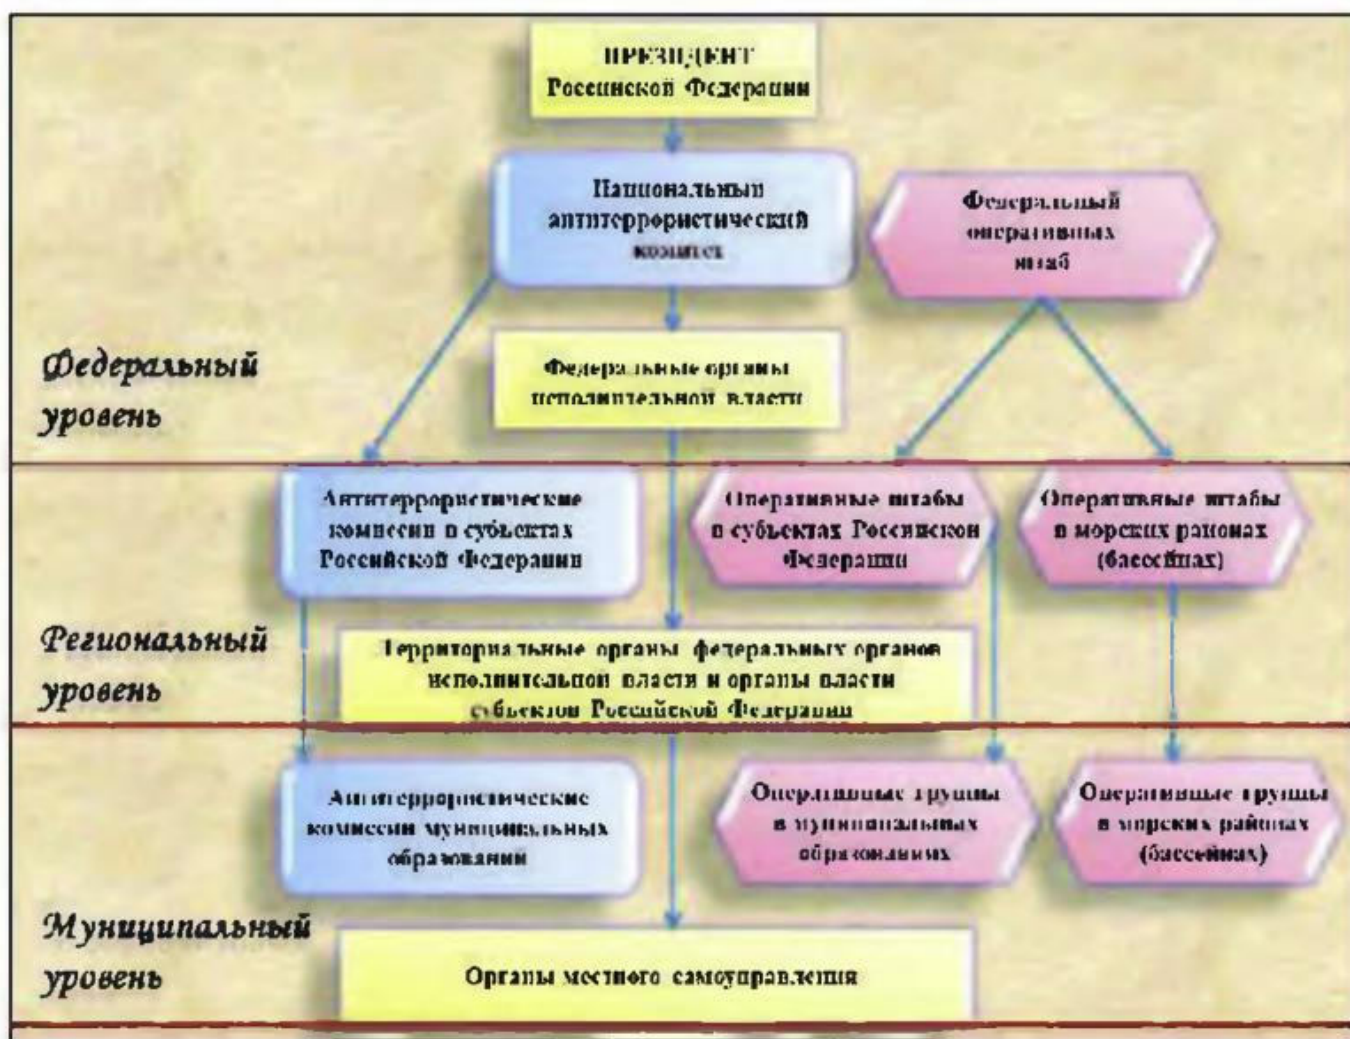 ПРЕЗИДЕНТ
Российской Федерации
Национальный
антитеррористический
комитет
Федеральный
оперативных
штаб
Федеральный
уровень
Федеральные органы
исполнительной власти
Антитеррористические
комиссии в субъектах
Российской Федерации
Оперативные штабы
в субъектах Российской
Федерации
Оперативные штабы
в морских районах
(бассейнах)
Региональный
уровень
Территориальные органы федеральных органов
исполнительной власти и органы власти
субъектов Российской Федерации
Антитеррористические
комиссии муниципальных
образований
Оперативные группы
в муниципальных
образованиях
Оперативные группы
в морских районах
(бассейнах)
Муниципальный
уровень
Органы местного самоуправления